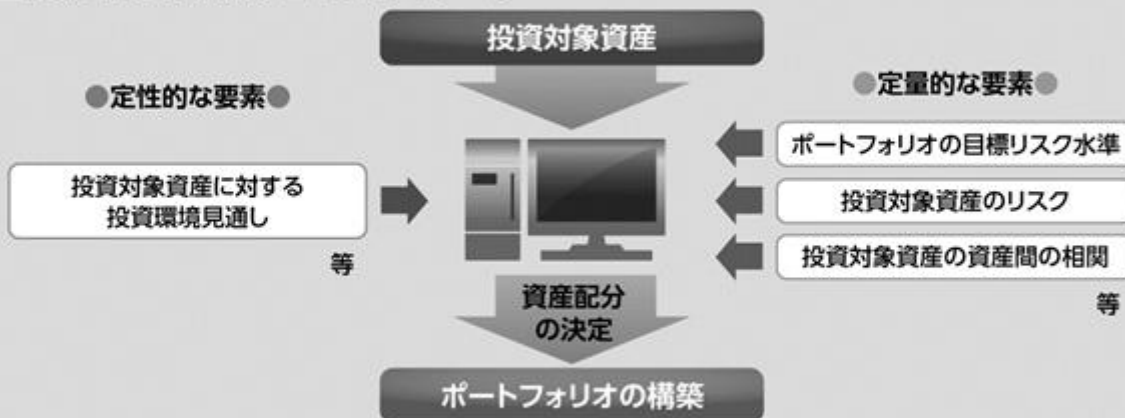 投資対象資産
●定性的な要素●
●定量的な要素●
ポートフォリオの目標リスク水準
投資対象資産に対する
投資環境見通し
等
投資対象資産のリスク
投資対象資産の資産間の相関
等
資産配分
の決定
ポートフォリオの構築